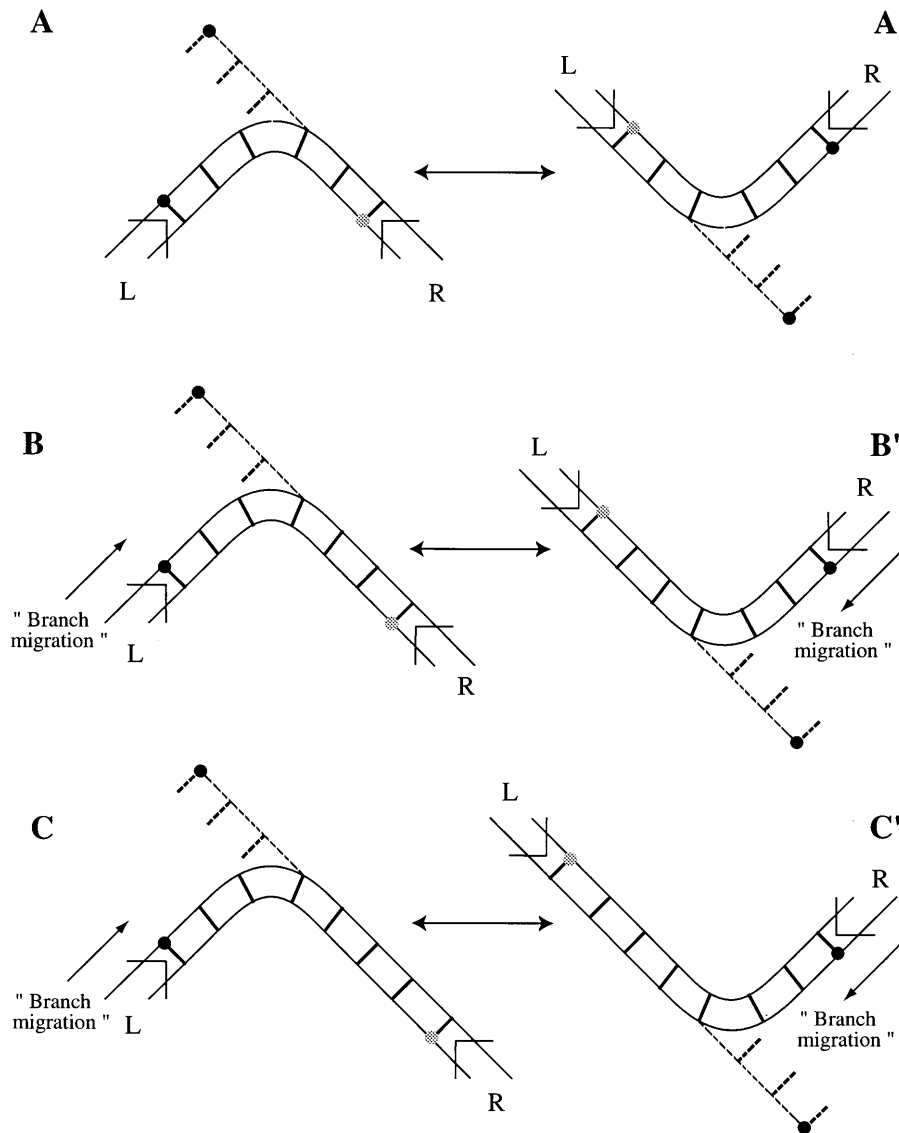 A
A
L
R
L
R
B
B'
L
R
" Branch
migration "
L
R
" Branch
migration "
C
C'
L
R
" Branch
migration "
L
R
" Branch
migration "